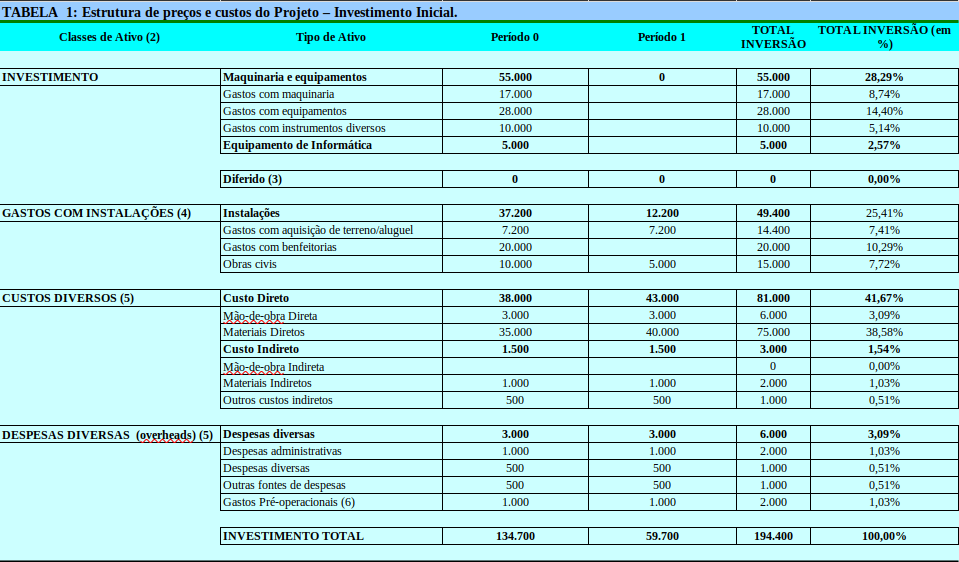 TABELA 1: Estrutura de preços e custos do Projeto – Investimento Inicial.
Classes de Ativo (2) Tipo de Ativo Período 0 Período 1 TOTAL INVERSÃO TOTAL INVERSÃO (em %)
INVESTIMENTO Maquinaria e equipamentos 55.000 0 55.000 28,29%
Gastos com maquinaria 17.000 17.000 8,74%
Gastos com equipamentos 28.000 28.000 14,40%
Gastos com instrumentos diversos 10.000 10.000 5,14%
Equipamento de Informática 5.000 5.000 2,57%
Diferido (3) 0 0 0 0,00%
GASTOS COM INSTALAÇÕES (4) Instalações 37.200 12.200 49.400 25,41%
Gastos com aquisição de terreno/aluguel 7.200 7.200 14.400 7,41%
Gastos com benfeitorias 20.000 20.000 10,29%
Obras civis 10.000 5.000 15.000 7,72%
CUSTOS DIVERSOS (5) Custo Direto 38.000 43.000 81.000 41,67%
Mão-de-obra Direta 3.000 3.000 6.000 3,09%
Materiais Diretos 35.000 40.000 75.000 38,58%
Custo Indireto 1.500 1.500 3.000 1,54%
Mão-de-obra Indireta 0 0,00%
Materiais Indiretos 1.000 1.000 2.000 1,03%
Outros custos indiretos 500 500 1.000 0,51%
DESPESAS DIVERSAS (overheads) (5) Despesas diversas 3.000 3.000 6.000 3,09%
Despesas administrativas 1.000 1.000 2.000 1,03%
Despesas diversas 500 500 1.000 0,51%
Outras fontes de despesas 500 500 1.000 0,51%
Gastos Pré-operacionais (6) 1.000 1.000 2.000 1,03%
INVESTIMENTO TOTAL 134.700 59.700 194.400 100,00%